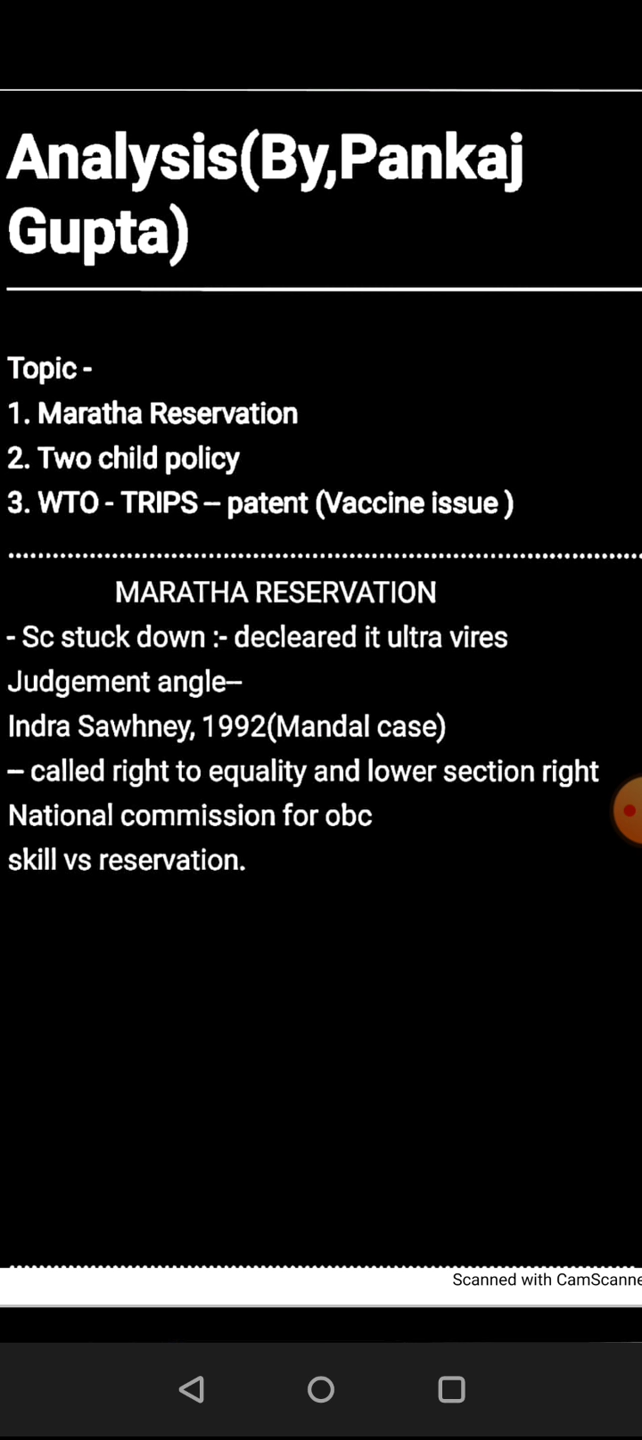 Analysis(By,Pankaj
Gupta)
Topic -
1. Maratha Reservation
2. Two child policy
3. WTO - TRIPS – patent (Vaccine issue )
MARATHA RESERVATION
- Sc stuck down :- decleared it ultra vires
Judgement angle–
Indra Sawhney, 1992(Mandal case)
– called right to equality and lower section right
National commission for obc
skill vs reservation.
Scanned with CamScanne